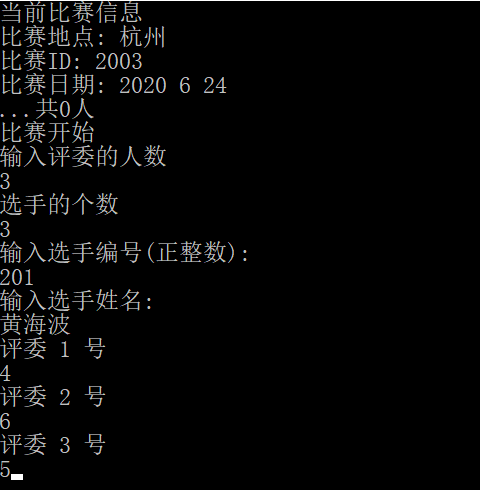 当前比赛信息
比赛地点: 杭州
比赛ID: 2003
比赛日期: 2020 6 24
...共0人
比赛开始
输入评委的人数
3
选手的个数
3
输入选手编号(正整数):
201
输入选手姓名:
黄海波
评委 1 号
4
评委 2 号
6
评委 3 号
5